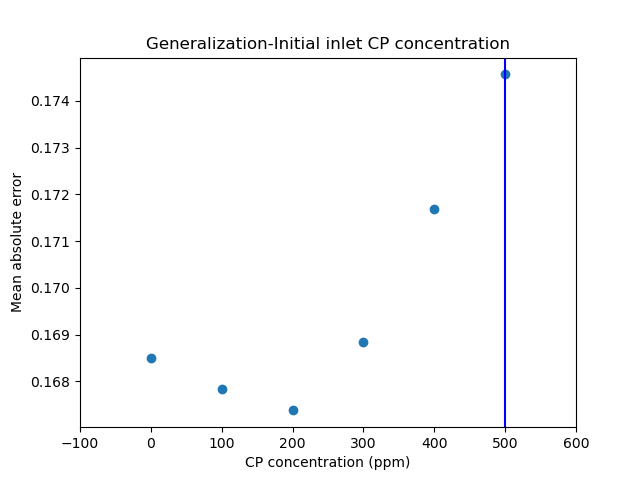 Generalization-Initial inlet CP concentration
Mean absolute error
0.174
0.173
0.172
0.171
0.170
0.169
0.168
−100 0 100 200 300 400 500 600
CP concentration (ppm)